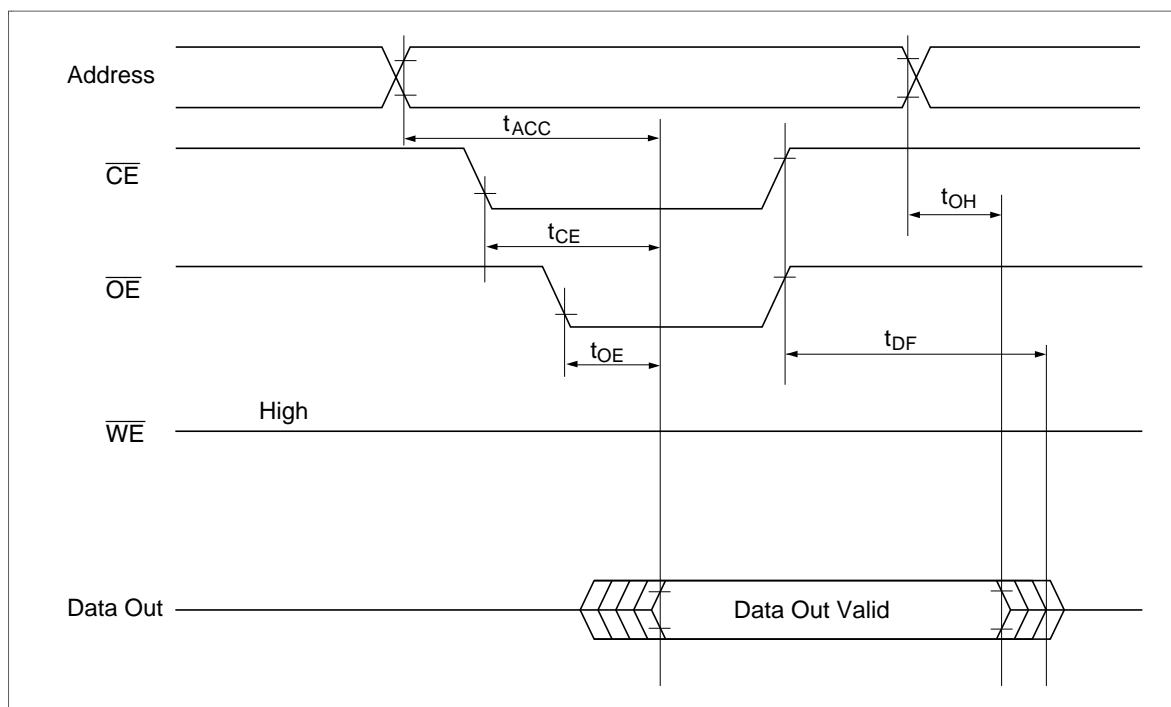 Address
tACC
CE
tOH
tCE
OE
tDF
tOE
High
WE
Data Out
Data Out Valid